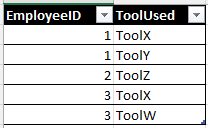 EmployeeID ToolUsed
1 ToolX
1 ToolY
2 ToolZ
3 ToolX
3 ToolW